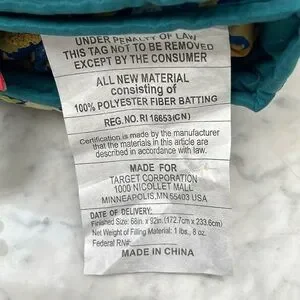 UNDER PENALTY OF LAW
THIS TAG NOT TO BE REMOVED
EXCEPT BY THE CONSUMER
ALL NEW MATERIAL
consisting of
100% POLYESTER FIBER BATTING
REG.NO.RI 16653(CN)
Certification is made by the manufacturer
that the materials in this article are
described in accordance with law.
MADE FOR
TARGET CORPORATION
1000 NICOLLET MALL
MINNEAPOLIS,MN 55403 USA
DATE OF DELIVERY:
Finished Size: 68in. x 92in. (172.7cm x 233.6cm)
Net Weight of Filling Material: 1 lbs., 8 oz.
Federal RN#:
MADE IN CHINA